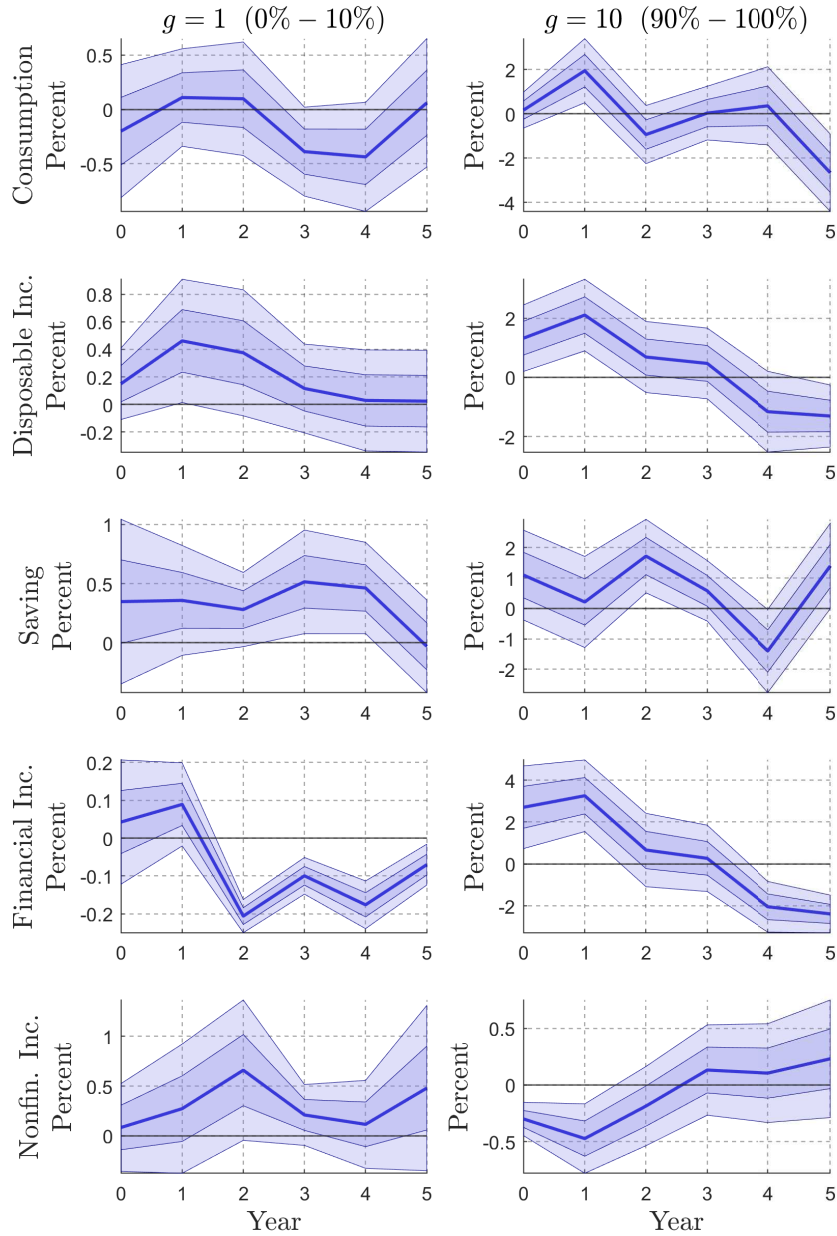 g = 1 (0% − 10%)
g = 10 (90% − 100%)
Consumption
Percent
0.5
0
-0.5
0 1 2 3 4 5
Percent
2
0
-2
-4
0 1 2 3 4 5
Disposable Inc.
Percent
0.8
0.6
0.4
0.2
0
-0.2
0 1 2 3 4 5
Percent
2
0
-2
0 1 2 3 4 5
Saving
Percent
1
0.5
0
0 1 2 3 4 5
Percent
2
1
0
-1
-2
0 1 2 3 4 5
Financial Inc.
Percent
0.2
0.1
0
-0.1
-0.2
0 1 2 3 4 5
Percent
4
2
0
-2
0 1 2 3 4 5
Nonfin. Inc.
Percent
1
0.5
0
0 1 2 3 4 5
Year
Percent
0.5
0
-0.5
0 1 2 3 4 5
Year